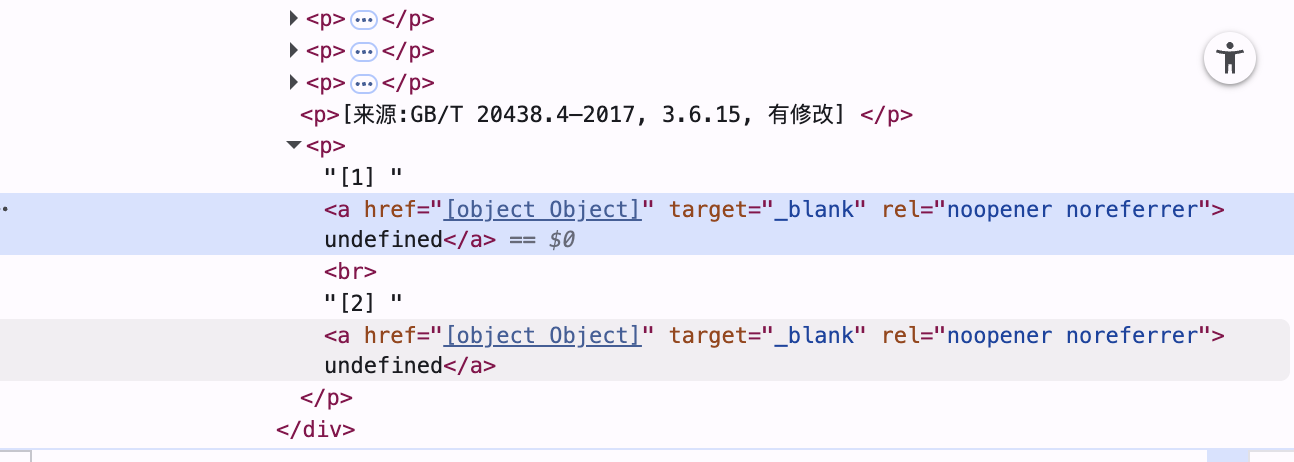 <p>…</p>
<p>…</p>
<p>…</p>
<p>[来源:GB/T 20438.4—2017, 3.6.15, 有修改] </p>
<p>
"[1] "
<a href="[object Object]" target="_blank" rel="noopener noreferrer">
undefined</a> == $0
<br>
"[2] "
<a href="[object Object]" target="_blank" rel="noopener noreferrer">
undefined</a>
</p>
</div>